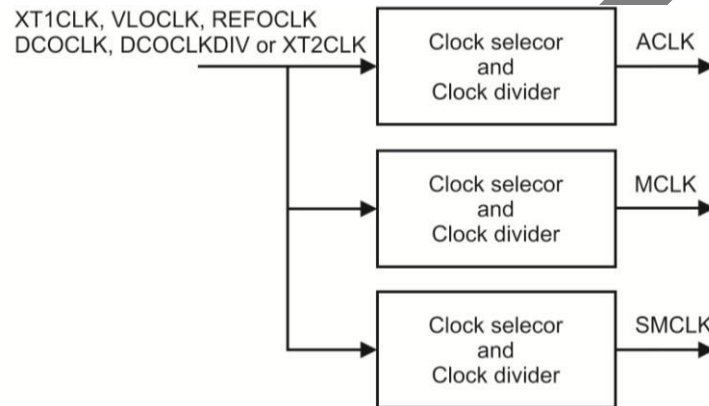 XT1CLK, VLOCLK, REFOCLK
DCOCLK, DCOCLKDIV or XT2CLK
Clock selecor
and
Clock divider
ACLK
Clock selecor
and
Clock divider
MCLK
Clock selecor
and
Clock divider
SMCLK